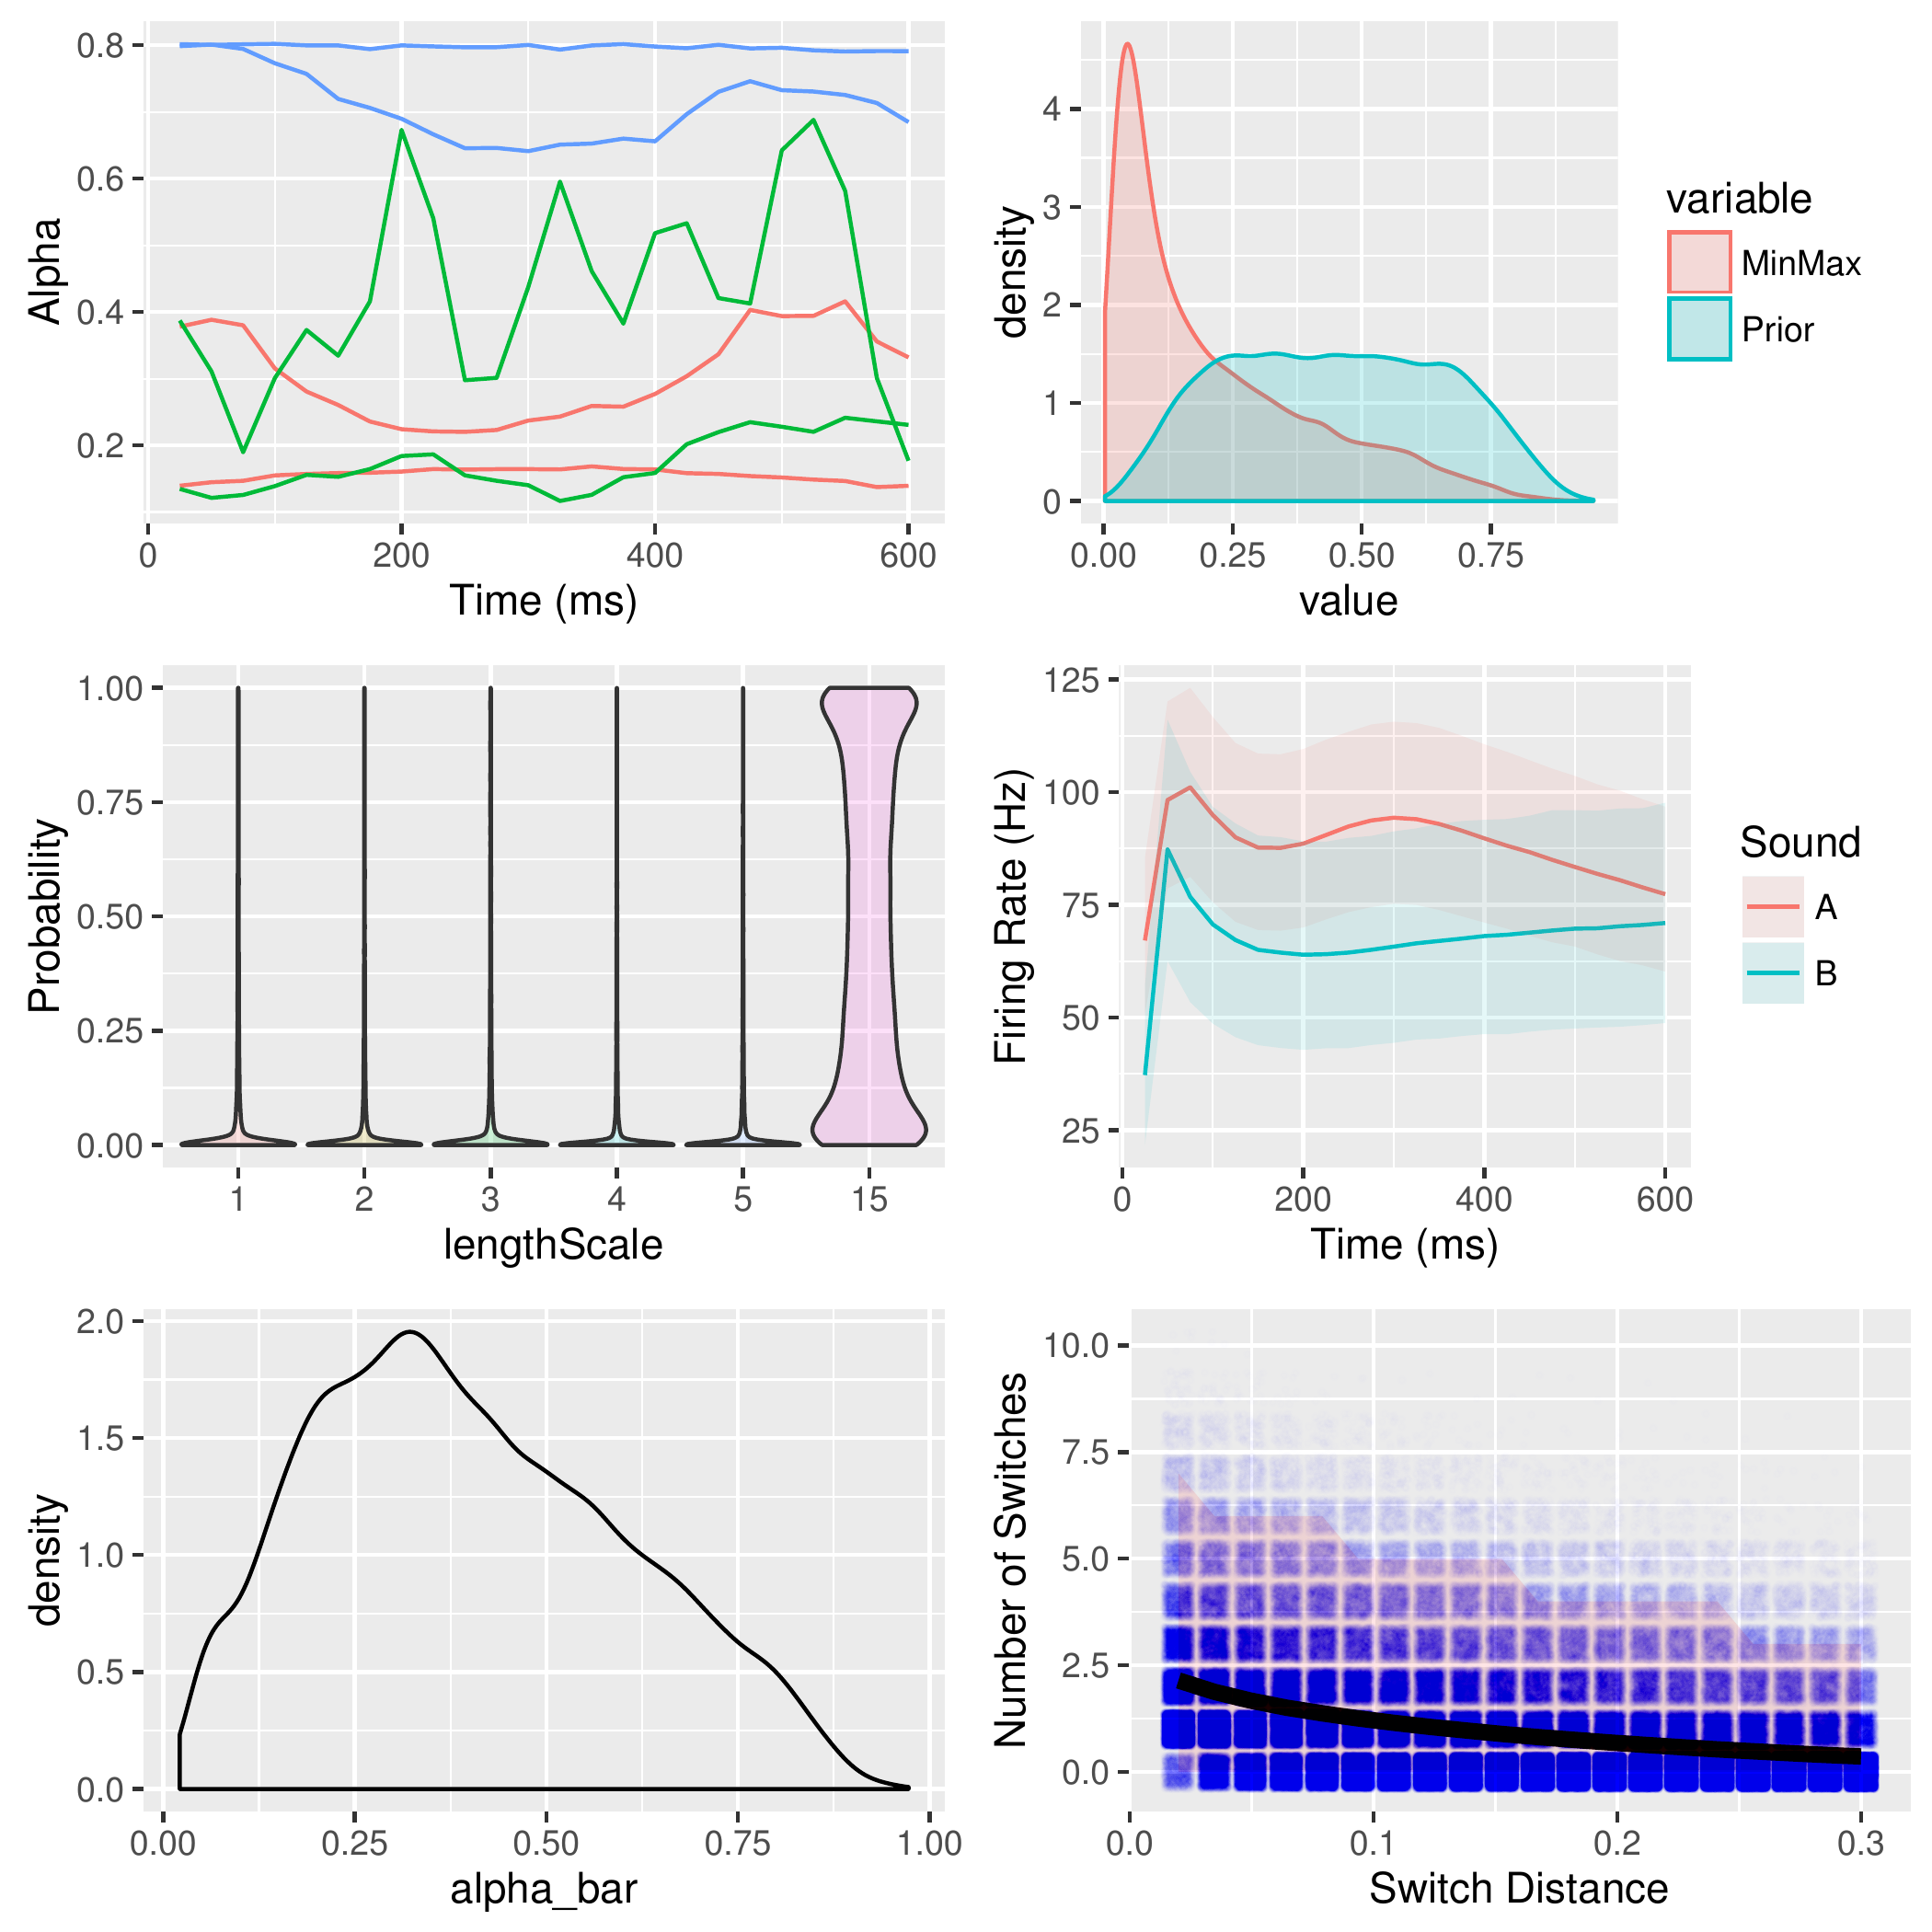 0.8
0.6
0.4
0.2
Alpha
0 200 400 600
Time (ms)
4
3
2
1
0
density
0.00 0.25 0.50 0.75
value
variable
MinMax
Prior
1.00
0.75
0.50
0.25
0.00
Probability
1 2 3 4 5 15
lengthScale
125
100
75
50
25
Firing Rate (Hz)
0 200 400 600
Time (ms)
Sound
A
B
2.0
1.5
1.0
0.5
0.0
density
0.00 0.25 0.50 0.75 1.00
alpha_bar
10.0
7.5
5.0
2.5
0.0
Number of Switches
0.0 0.1 0.2 0.3
Switch Distance